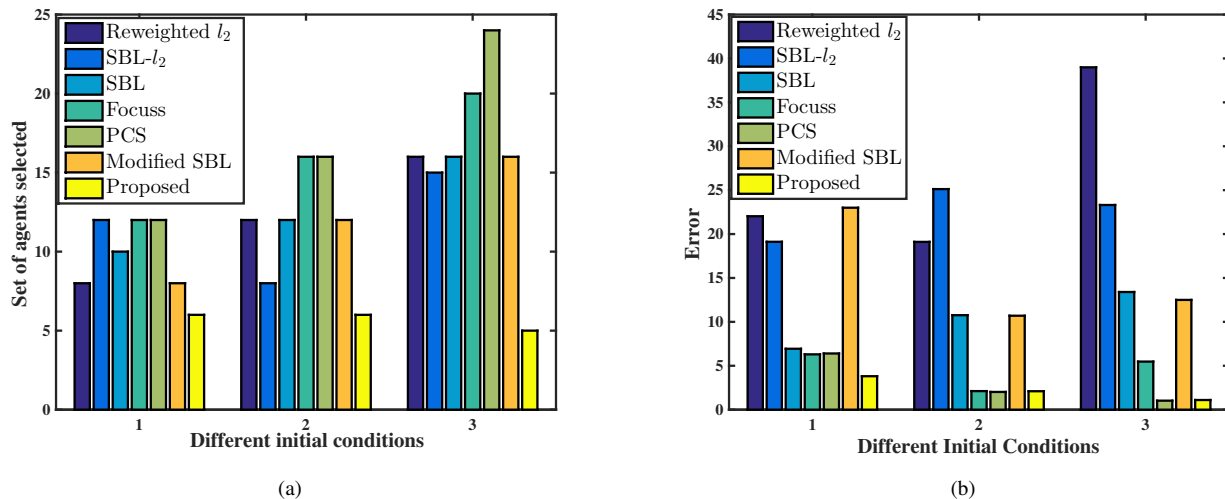 25
20
15
10
5
0
Set of agents selected
Reweighted l₂
SBL-l₂
SBL
Focuss
PCS
Modified SBL
Proposed
1
2
3
Different initial conditions
(a)
45
40
35
30
25
20
15
10
5
0
Error
Reweighted l₂
SBL-l₂
SBL
Focuss
PCS
Modified SBL
Proposed
1
2
3
Different Initial Conditions
(b)